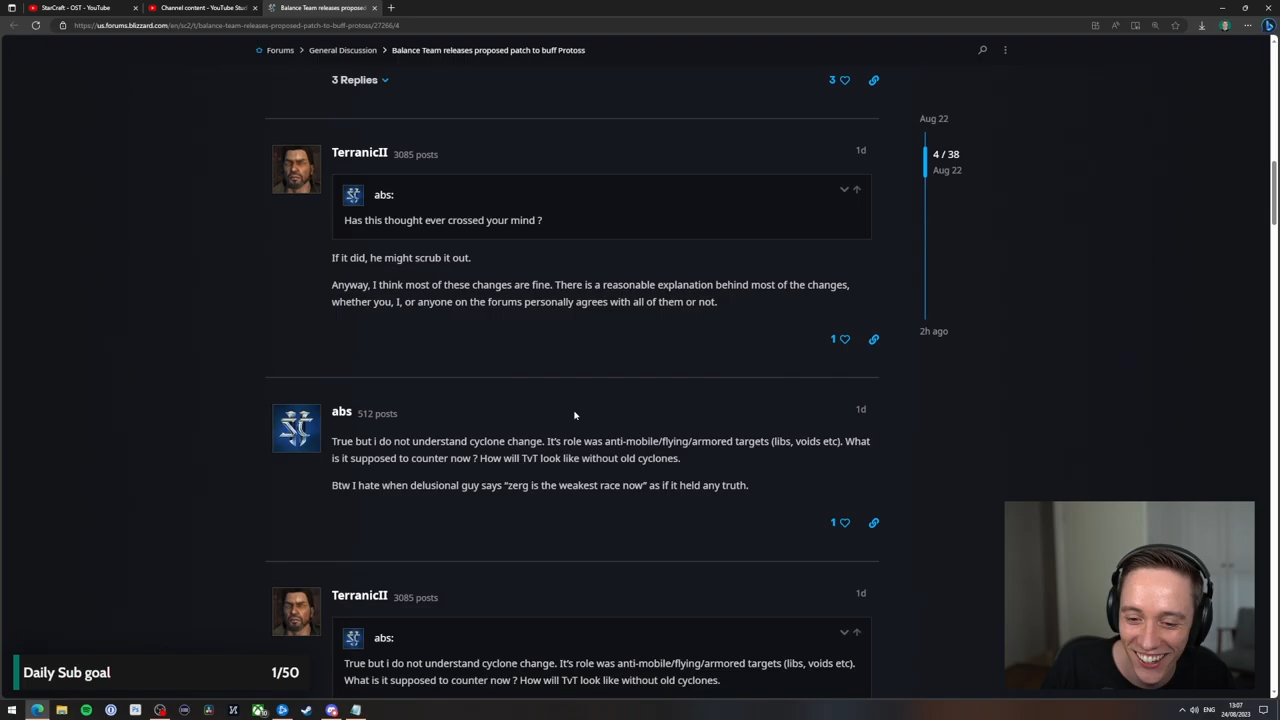 StarCraft - OST - YouTube
Channel content - YouTube Stud
Balance Team releases proposed
https://us.forums.blizzard.com/en/sc2/t/balance-team-releases-proposed-patch-to-buff-protoss/27266/4
Forums > General Discussion > Balance Team releases proposed patch to buff Protoss
3 Replies
3
Aug 22
TerranicII 3085 posts
1d
4 / 38
Aug 22
abs:
Has this thought ever crossed your mind ?
If it did, he might scrub it out.
Anyway, I think most of these changes are fine. There is a reasonable explanation behind most of the changes,
whether you, I, or anyone on the forums personally agrees with all of them or not.
2h ago
1
abs 512 posts
1d
True but i do not understand cyclone change. It's role was anti-mobile/flying/armored targets (libs, voids etc). What
is it supposed to counter now ? How will TvT look like without old cyclones.
Btw I hate when delusional guy says "zerg is the weakest race now" as if it held any truth.
1
TerranicII 3085 posts
1d
abs:
True but i do not understand cyclone change. It's role was anti-mobile/flying/armored targets (libs, voids etc).
What is it supposed to counter now ? How will TvT look like without old cyclones.
Daily Sub goal 1/50
ENG
13:07
24/08/2023